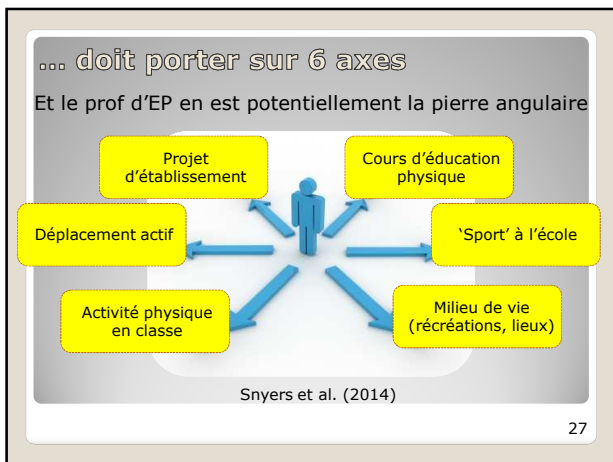 ... doit porter sur 6 axes
Et le prof d'EP en est potentiellement la pierre angulaire
Projet
d'établissement
Cours d'éducation
physique
Déplacement actif
'Sport' à l'école
Activité physique
en classe
Milieu de vie
(récréations, lieux)
Snyers et al. (2014)
27